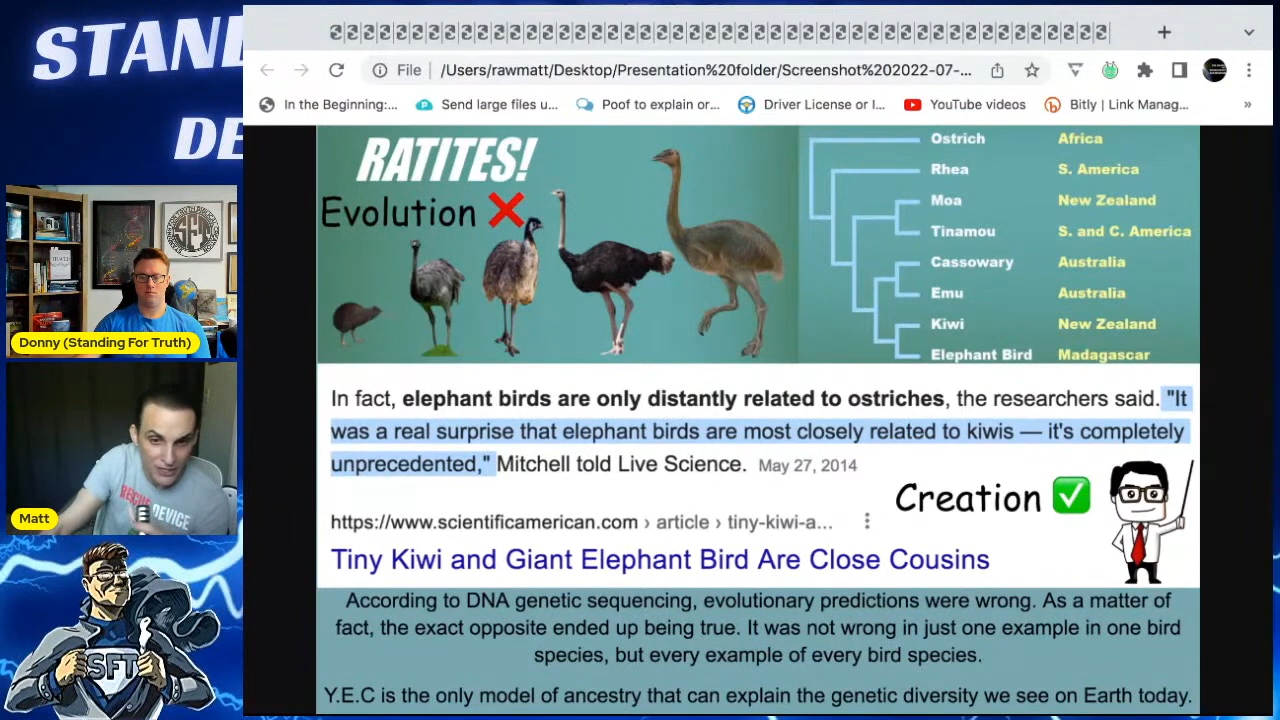 STAND
DE
File
/Users/rawmatt/Desktop/Presentation%20folder/Screenshot%202022-07-...
In the Beginning:...
Send large files u...
Poof to explain or...
Driver License or I...
YouTube videos
Bitly | Link Manag...
»
RATITES!
Evolution ❌
Ostrich Africa
Rhea S. America
Moa New Zealand
Tinamou S. and C. America
Cassowary Australia
Emu Australia
Kiwi New Zealand
Elephant Bird Madagascar
SFT
Donny (Standing For Truth)
In fact, elephant birds are only distantly related to ostriches, the researchers said. "It
was a real surprise that elephant birds are most closely related to kiwis — it's completely
unprecedented," Mitchell told Live Science. May 27, 2014
RESCUE
DEVICE
Matt
Creation ✅
https://www.scientificamerican.com › article › tiny-kiwi-a...
Tiny Kiwi and Giant Elephant Bird Are Close Cousins
According to DNA genetic sequencing, evolutionary predictions were wrong. As a matter of
fact, the exact opposite ended up being true. It was not wrong in just one example in one bird
species, but every example of every bird species.
Y.E.C is the only model of ancestry that can explain the genetic diversity we see on Earth today.
SFT